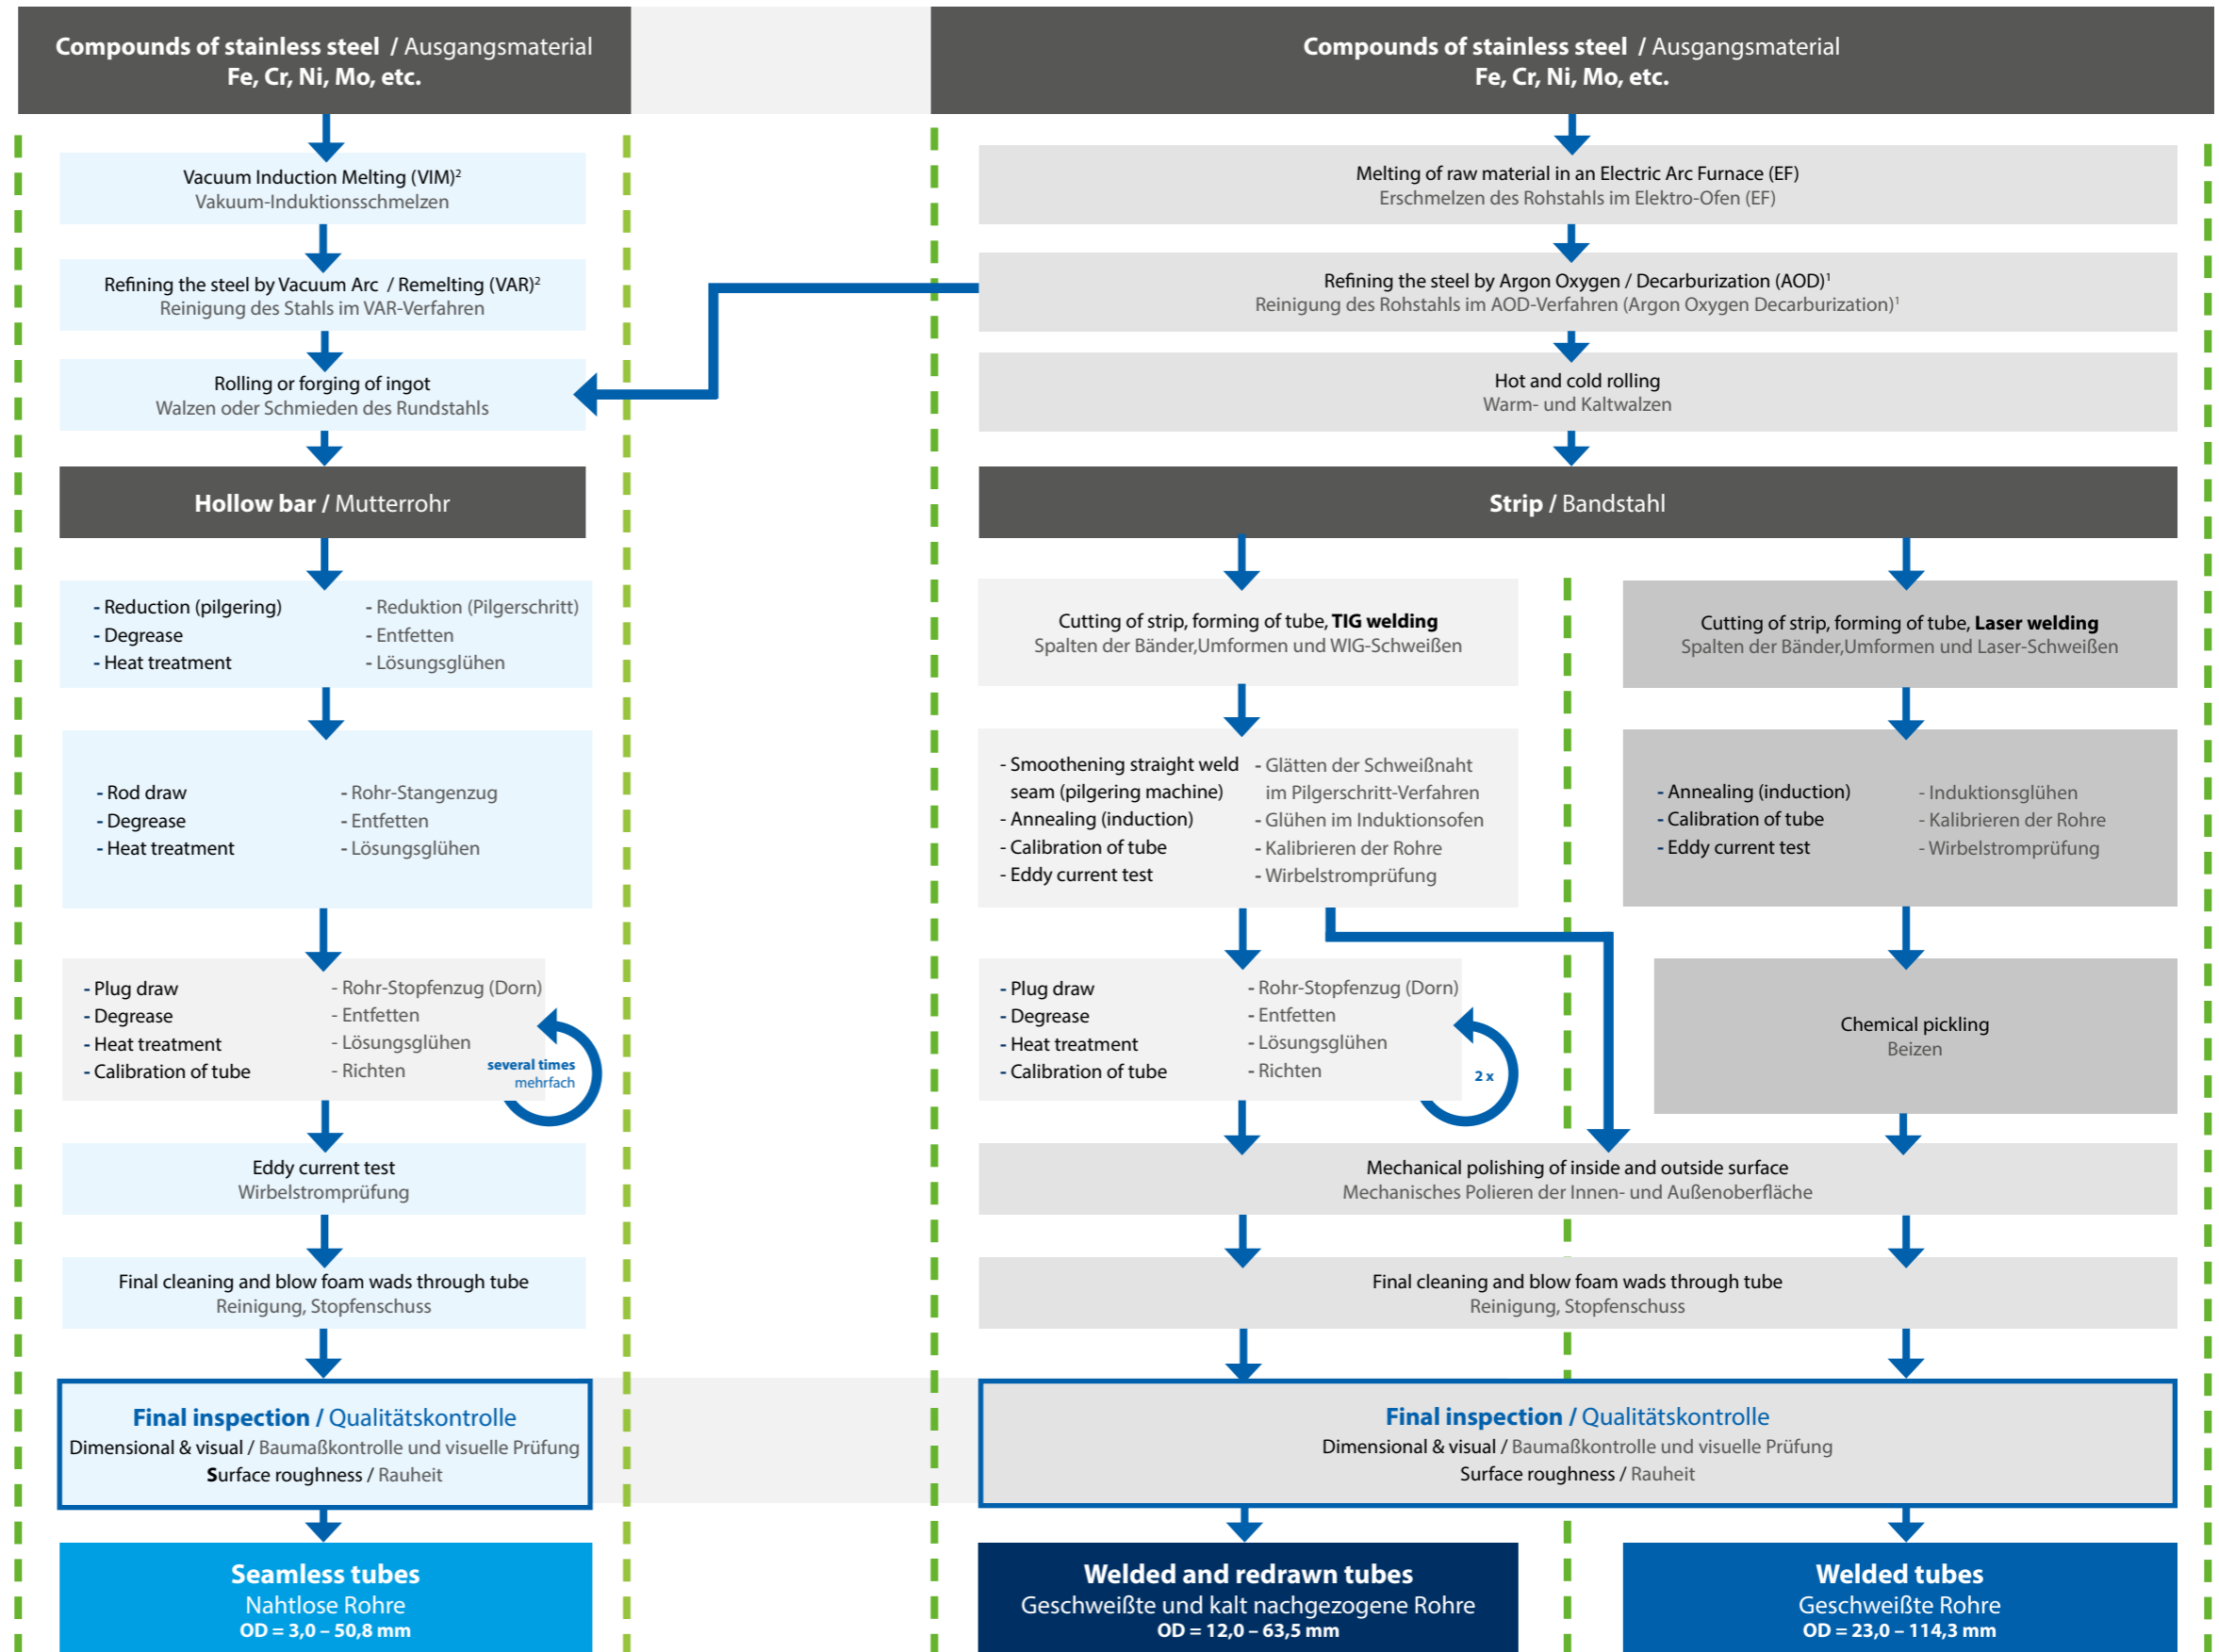 Compounds of stainless steel / Ausgangsmaterial
Fe, Cr, Ni, Mo, etc.
Vacuum Induction Melting (VIM)²
Vakuum-Induktionsschmelzen
Refining the steel by Vacuum Arc / Remelting (VAR)²
Reinigung des Stahls im VAR-Verfahren
Rolling or forging of ingot
Walzen oder Schmieden des Rundstahls
Hollow bar / Mutterrohr
- Reduction (pilgering)
- Degrease
- Heat treatment
- Reduktion (Pilgerschritt)
- Entfetten
- Lösungsglühen
- Rod draw
- Degrease
- Heat treatment
- Rohr-Stangenzug
- Entfetten
- Lösungsglühen
- Plug draw
- Degrease
- Heat treatment
- Calibration of tube
- Rohr-Stopfenzug (Dorn)
- Entfetten
- Lösungsglühen
- Richten
several times
mehrfach
Eddy current test
Wirbelstromprüfung
Final cleaning and blow foam wads through tube
Reinigung, Stopfenschuss
Final inspection / Qualitätskontrolle
Dimensional & visual / Baumaßkontrolle und visuelle Prüfung
Surface roughness / Rauheit
Seamless tubes
Nahtlose Rohre
OD = 3,0 – 50,8 mm
Compounds of stainless steel / Ausgangsmaterial
Fe, Cr, Ni, Mo, etc.
Melting of raw material in an Electric Arc Furnace (EF)
Erschmelzen des Rohstahls im Elektro-Ofen (EF)
Refining the steel by Argon Oxygen / Decarburization (AOD)¹
Reinigung des Rohstahls im AOD-Verfahren (Argon Oxygen Decarburization)¹
Hot and cold rolling
Warm- und Kaltwalzen
Strip / Bandstahl
Cutting of strip, forming of tube, TIG welding
Spalten der Bänder,Umformen und WIG-Schweißen
- Smoothening straight weld
seam (pilgering machine)
- Annealing (induction)
- Calibration of tube
- Eddy current test
- Glätten der Schweißnaht
im Pilgerschritt-Verfahren
- Glühen im Induktionsofen
- Kalibrieren der Rohre
- Wirbelstromprüfung
- Plug draw
- Degrease
- Heat treatment
- Calibration of tube
- Rohr-Stopfenzug (Dorn)
- Entfetten
- Lösungsglühen
- Richten
2 x
Cutting of strip, forming of tube, Laser welding
Spalten der Bänder,Umformen und Laser-Schweißen
- Annealing (induction)
- Calibration of tube
- Eddy current test
- Induktionsglühen
- Kalibrieren der Rohre
- Wirbelstromprüfung
Chemical pickling
Beizen
Mechanical polishing of inside and outside surface
Mechanisches Polieren der Innen- und Außenoberfläche
Final cleaning and blow foam wads through tube
Reinigung, Stopfenschuss
Final inspection / Qualitätskontrolle
Dimensional & visual / Baumaßkontrolle und visuelle Prüfung
Surface roughness / Rauheit
Welded and redrawn tubes
Geschweißte und kalt nachgezogene Rohre
OD = 12,0 – 63,5 mm
Welded tubes
Geschweißte Rohre
OD = 23,0 – 114,3 mm